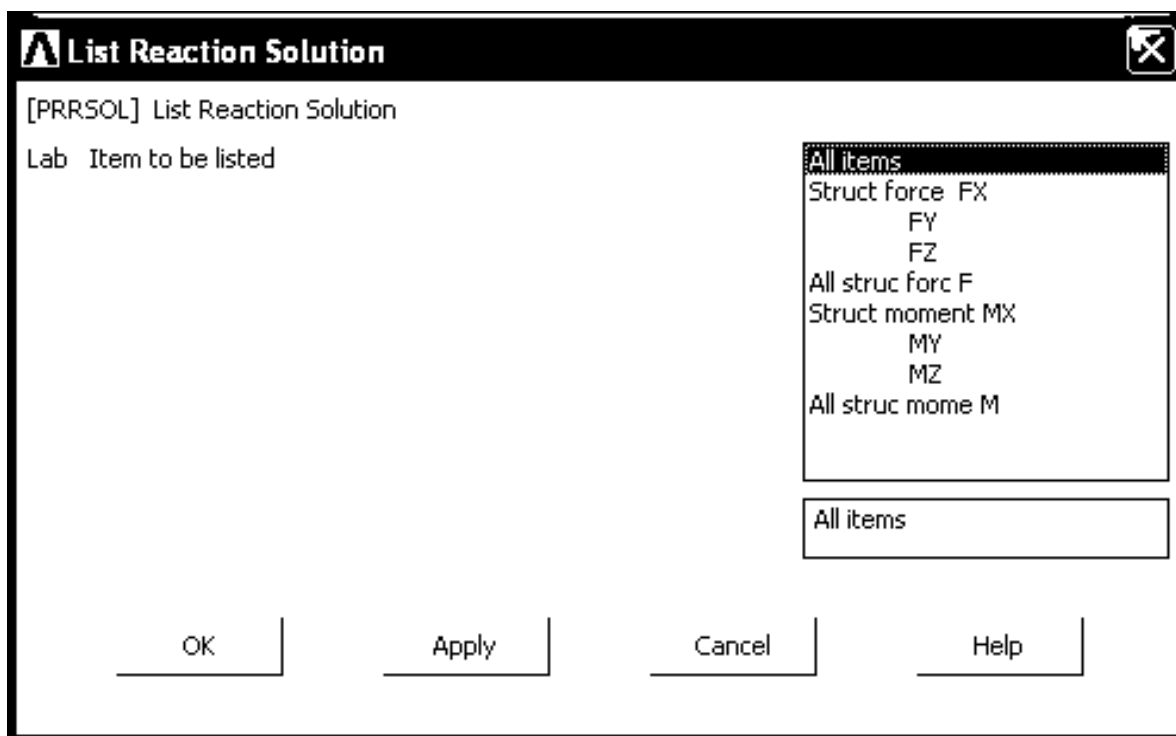 List Reaction Solution
[PRRSOL] List Reaction Solution
Lab Item to be listed
All items
Struct force FX
FY
FZ
All struc forc F
Struct moment MX
MY
MZ
All struc mome M
All items
OK Apply Cancel Help